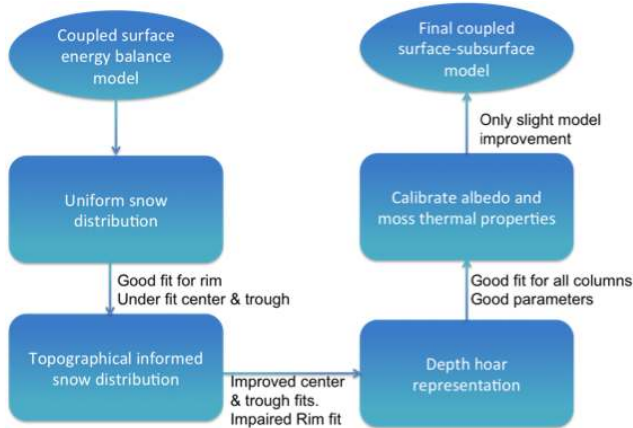 Coupled surface
energy balance
model
Uniform snow
distribution
Good fit for rim
Under fit center & trough
Topographical informed
snow distribution
Improved center
& trough fits.
Impaired Rim fit
Depth hoar
representation
Good fit for all columns
Good parameters
Calibrate albedo and
moss thermal properties
Only slight model
improvement
Final coupled
surface-subsurface
model